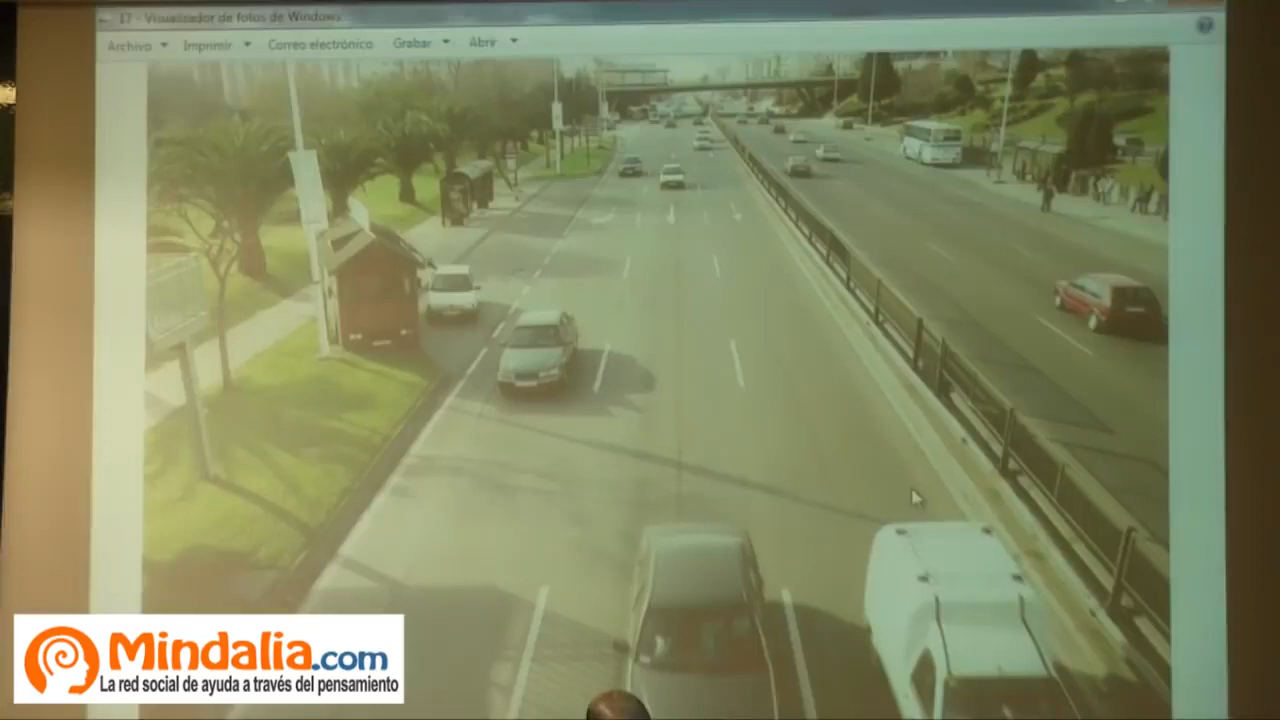 17 - Visualizador de fotos de Windows
Archivo Imprimir Correo electrónico Grabar Abrir
Mindalia.com
La red social de ayuda a través del pensamiento